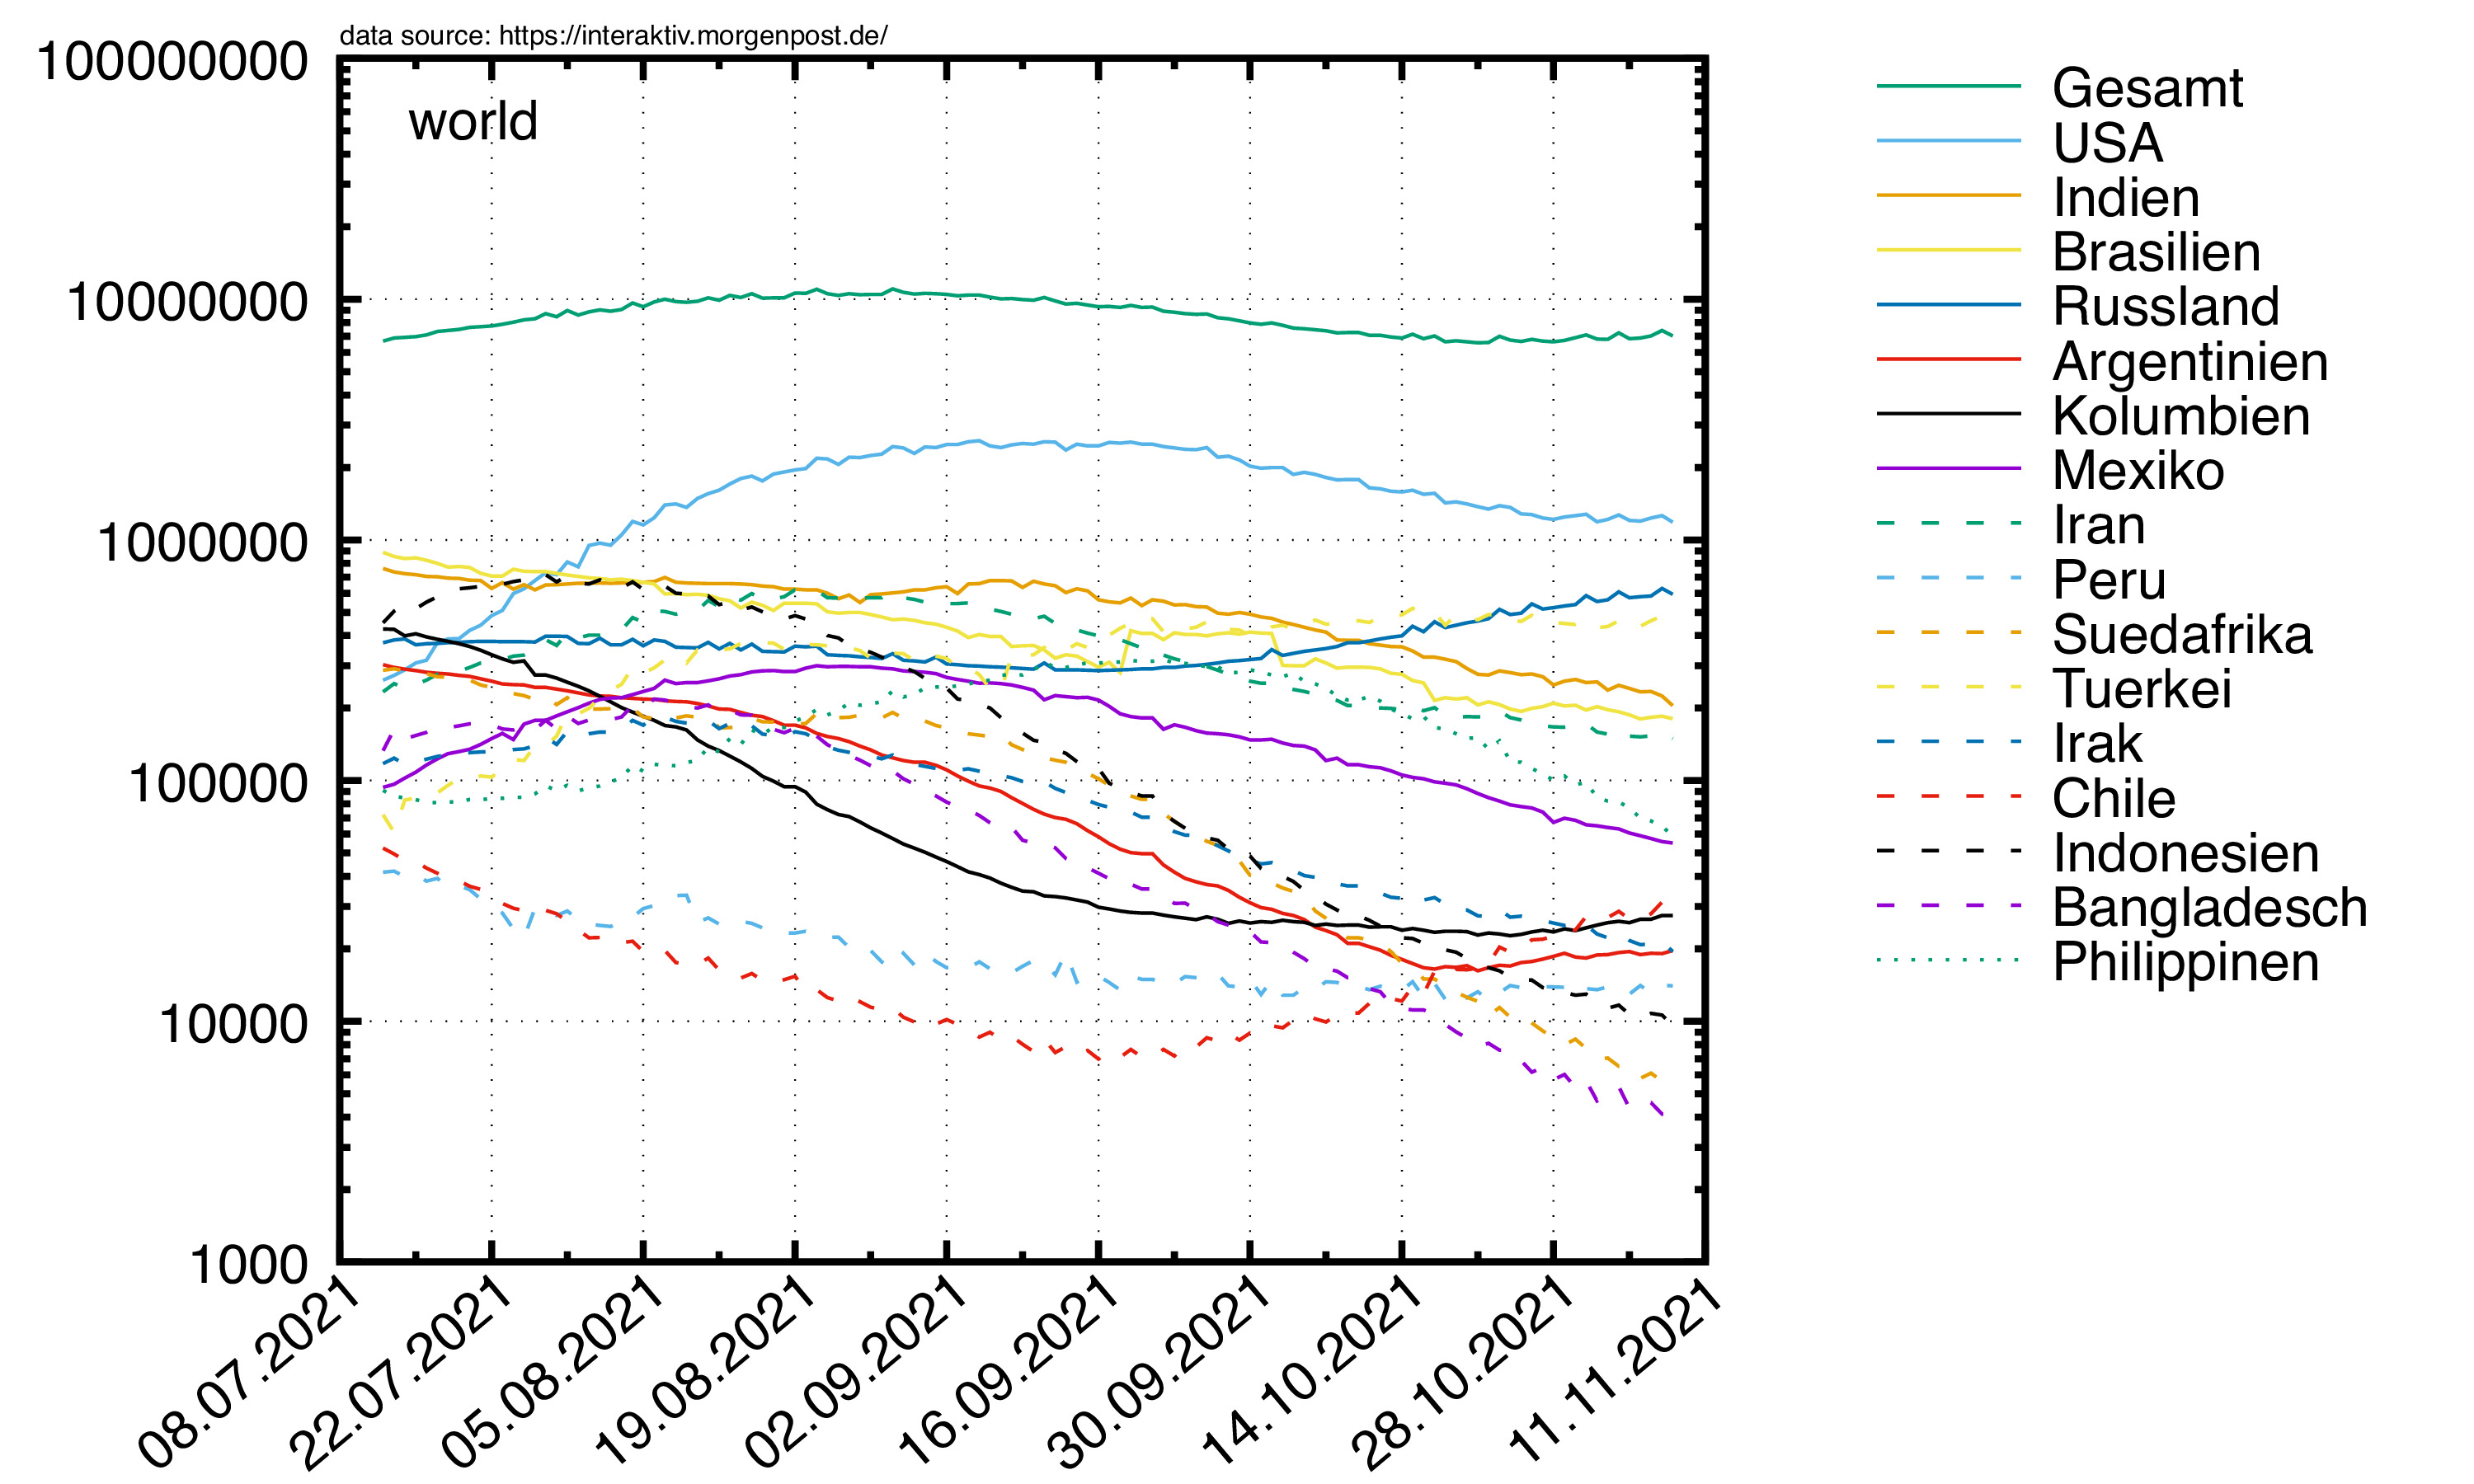 data source: https://interaktiv.morgenpost.de/
100000000
world
10000000
1000000
100000
10000
1000
08.07.2021
22.07.2021
05.08.2021
19.08.2021
02.09.2021
16.09.2021
30.09.2021
14.10.2021
28.10.2021
11.11.2021
Gesamt
USA
Indien
Brasilien
Russland
Argentinien
Kolumbien
Mexiko
Iran
Peru
Suedafrika
Tuerkei
Irak
Chile
Indonesien
Bangladesch
Philippinen